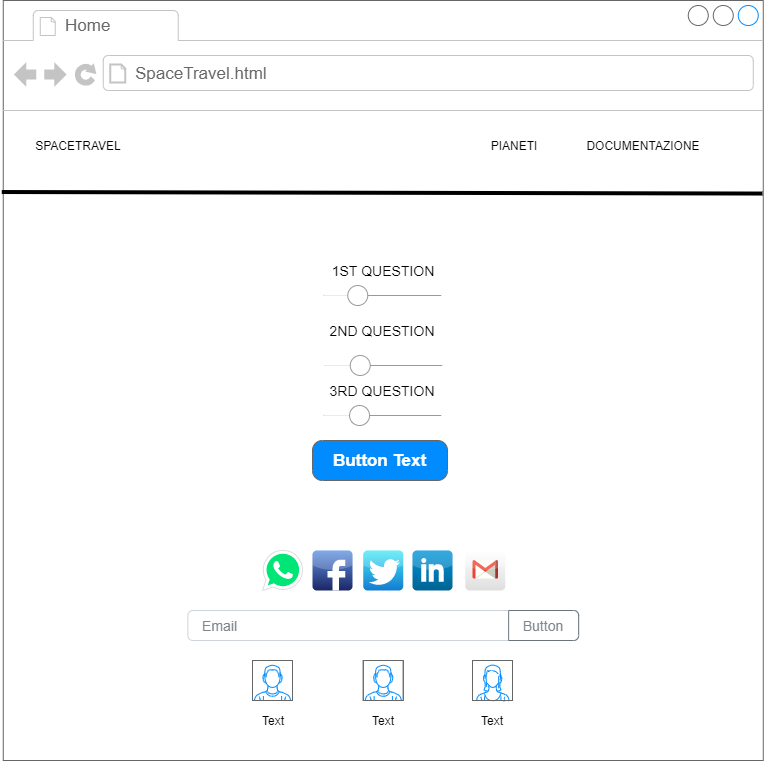 Home
SpaceTravel.html
SPACETRAVEL PIANETI DOCUMENTAZIONE
1ST QUESTION
2ND QUESTION
3RD QUESTION
Button Text
f in M
Email Button
Text Text Text